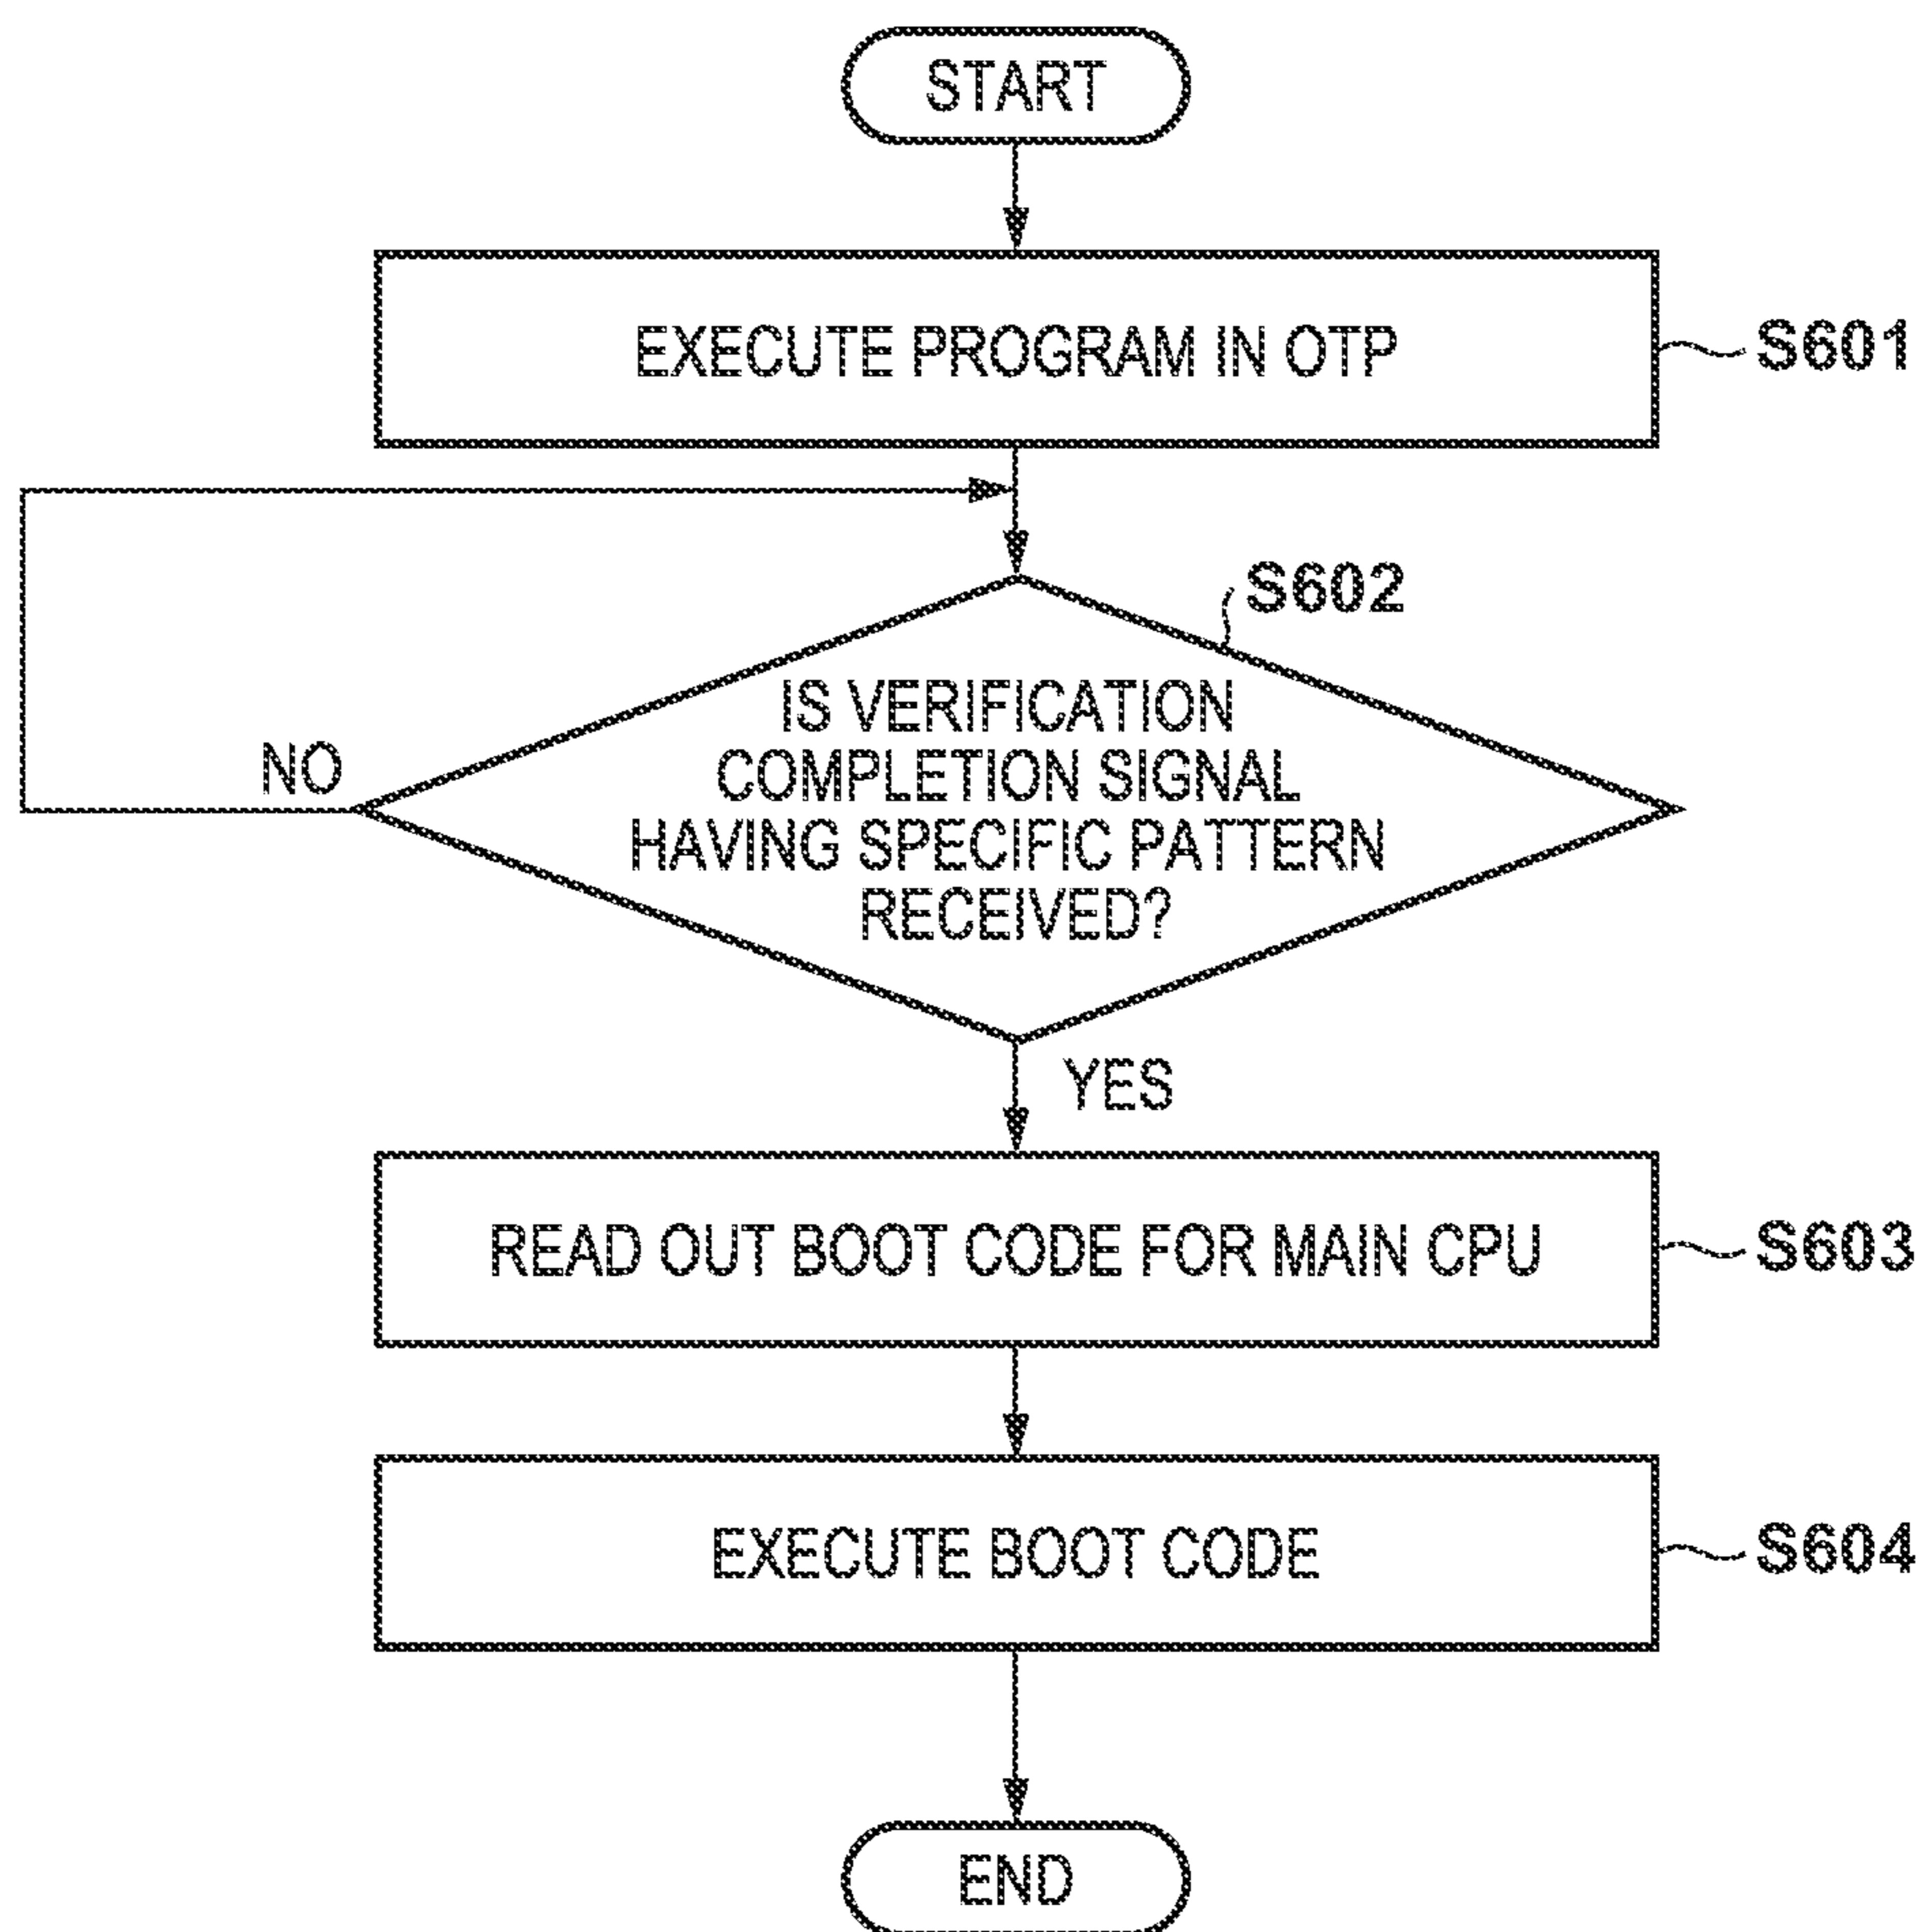 START
EXECUTE PROGRAM IN OTP
S601
S602
IS VERIFICATION
COMPLETION SIGNAL
HAVING SPECIFIC PATTERN
RECEIVED?
NO
YES
READ OUT BOOT CODE FOR MAIN CPU
S603
EXECUTE BOOT CODE
S604
END